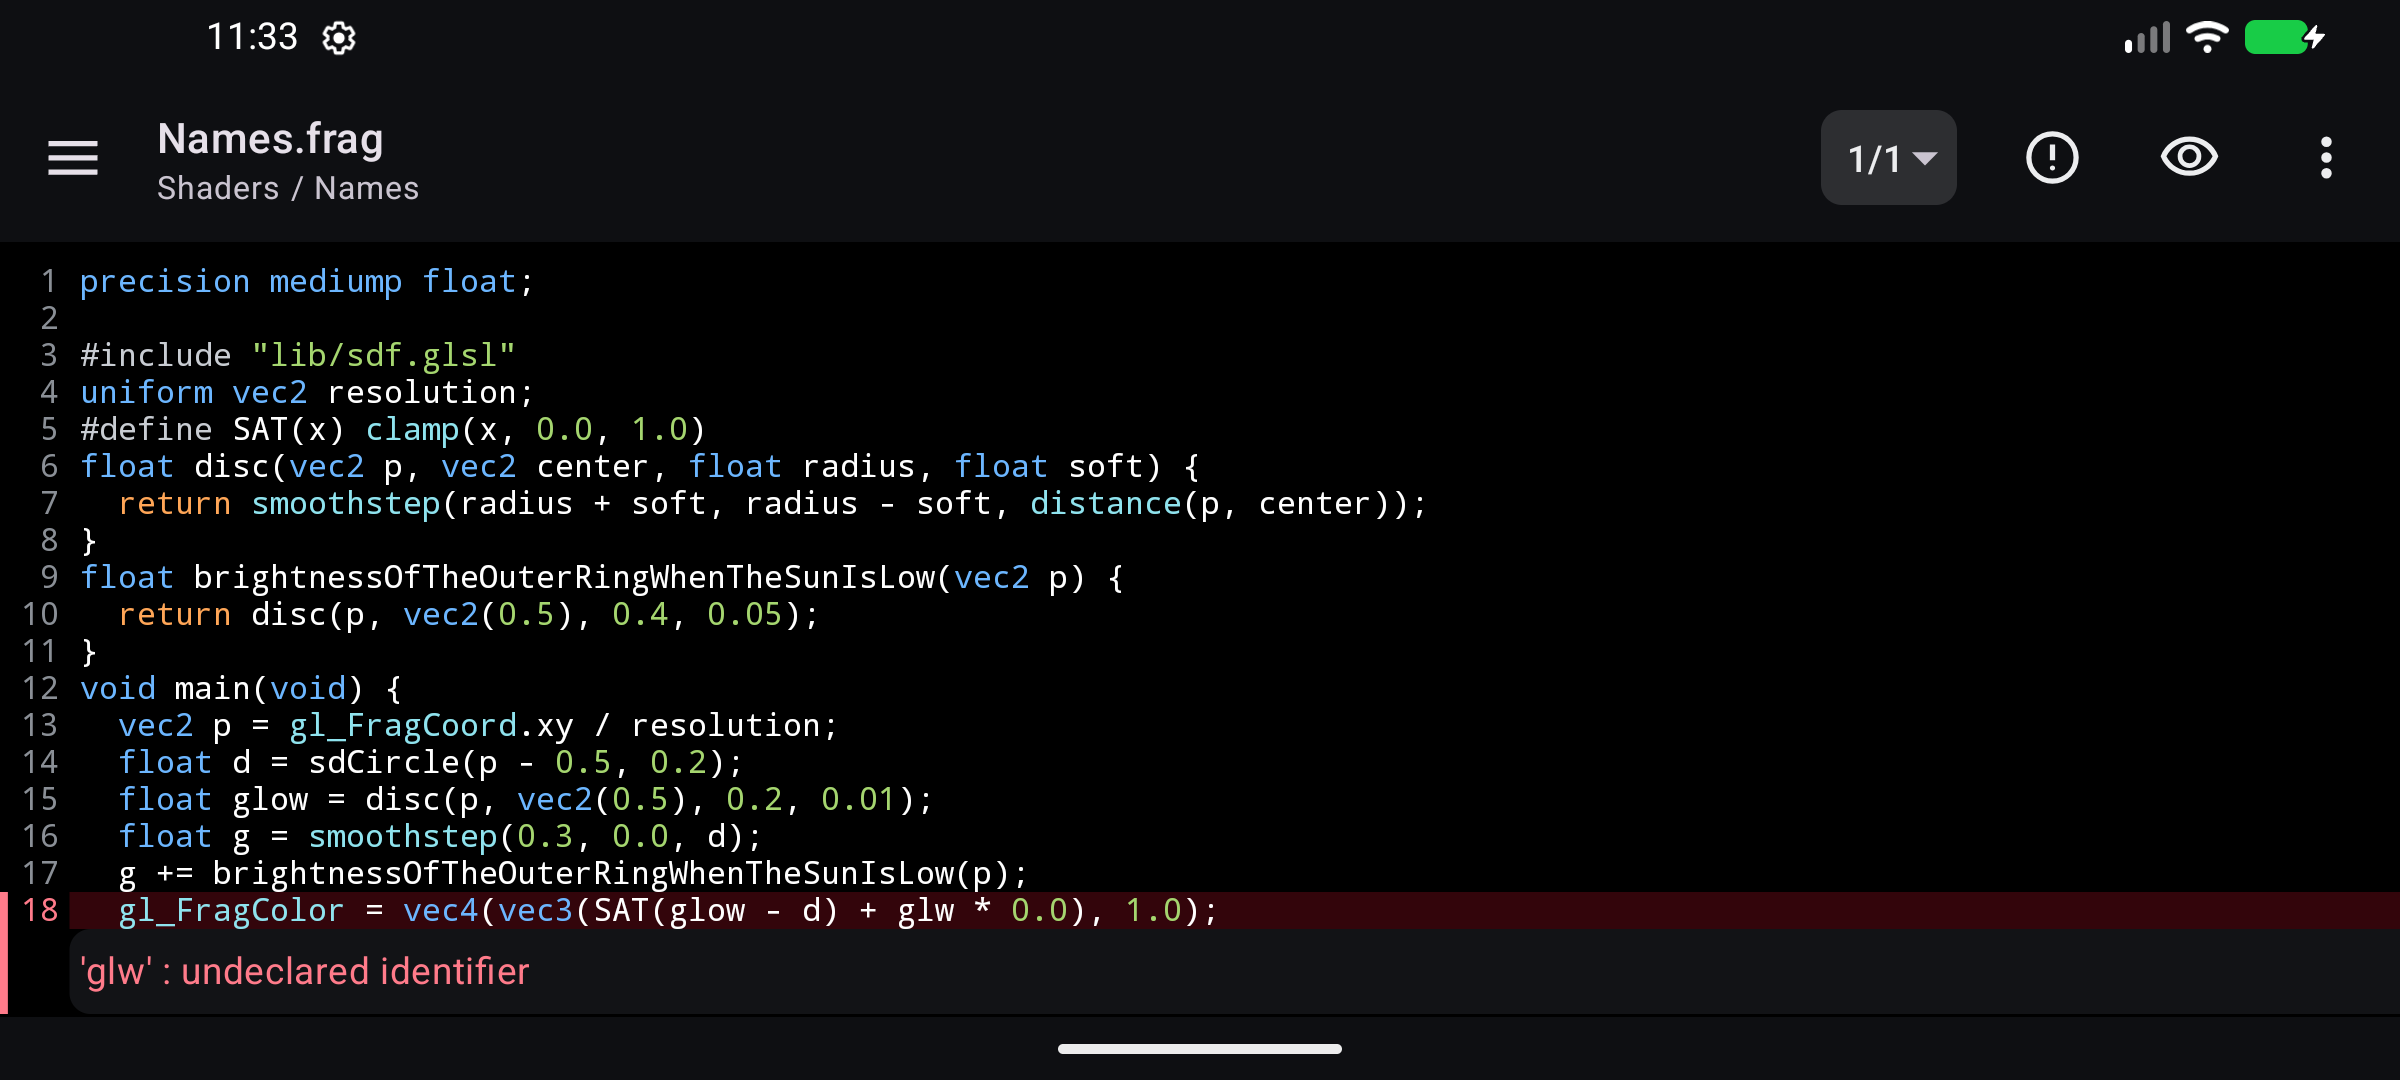 11:33
Names.frag
Shaders / Names
1/1
1 precision mediump float;
2
3 #include "lib/sdf.glsl"
4 uniform vec2 resolution;
5 #define SAT(x) clamp(x, 0.0, 1.0)
6 float disc(vec2 p, vec2 center, float radius, float soft) {
7   return smoothstep(radius + soft, radius - soft, distance(p, center));
8 }
9 float brightnessOfTheOuterRingWhenTheSunIsLow(vec2 p) {
10   return disc(p, vec2(0.5), 0.4, 0.05);
11 }
12 void main(void) {
13   vec2 p = gl_FragCoord.xy / resolution;
14   float d = sdCircle(p - 0.5, 0.2);
15   float glow = disc(p, vec2(0.5), 0.2, 0.01);
16   float g = smoothstep(0.3, 0.0, d);
17   g += brightnessOfTheOuterRingWhenTheSunIsLow(p);
18   gl_FragColor = vec4(vec3(SAT(glow - d) + glw * 0.0), 1.0);
'glw' : undeclared identifier